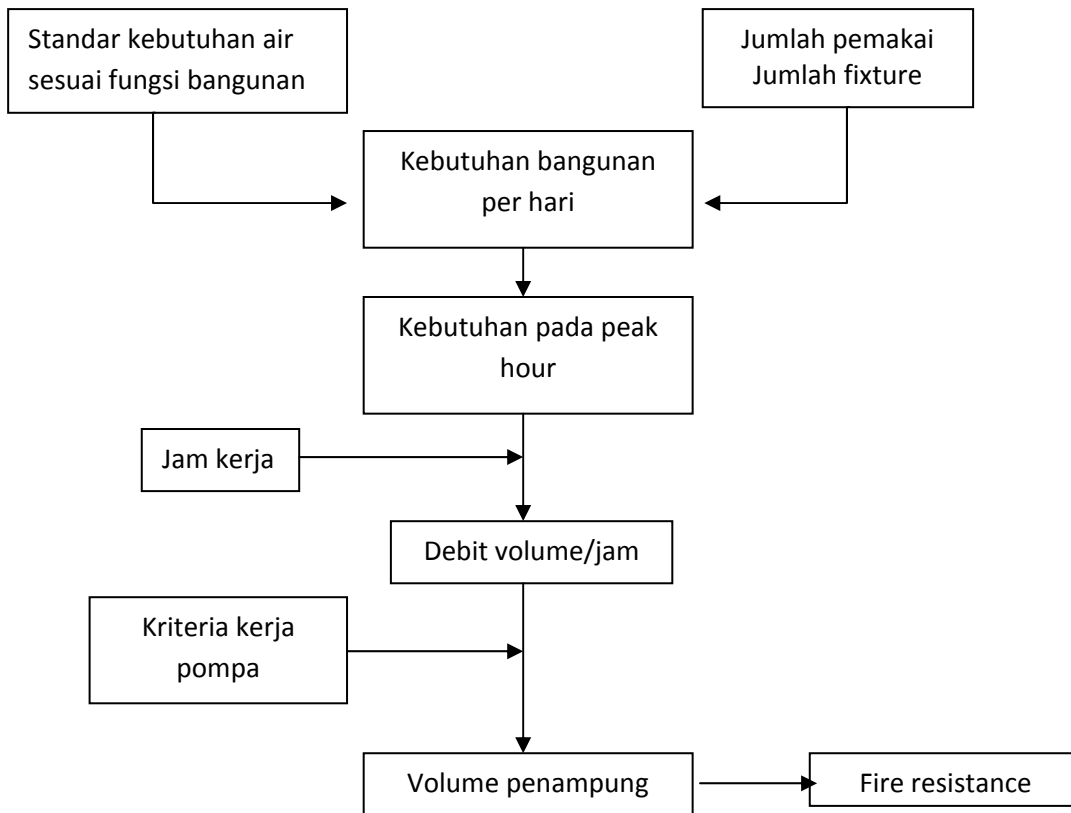 Standar kebutuhan air
sesuai fungsi bangunan
Jumlah pemakai
Jumlah fixture
Kebutuhan bangunan
per hari
Kebutuhan pada peak
hour
Jam kerja
Debit volume/jam
Kriteria kerja
pompa
Volume penampung
Fire resistance